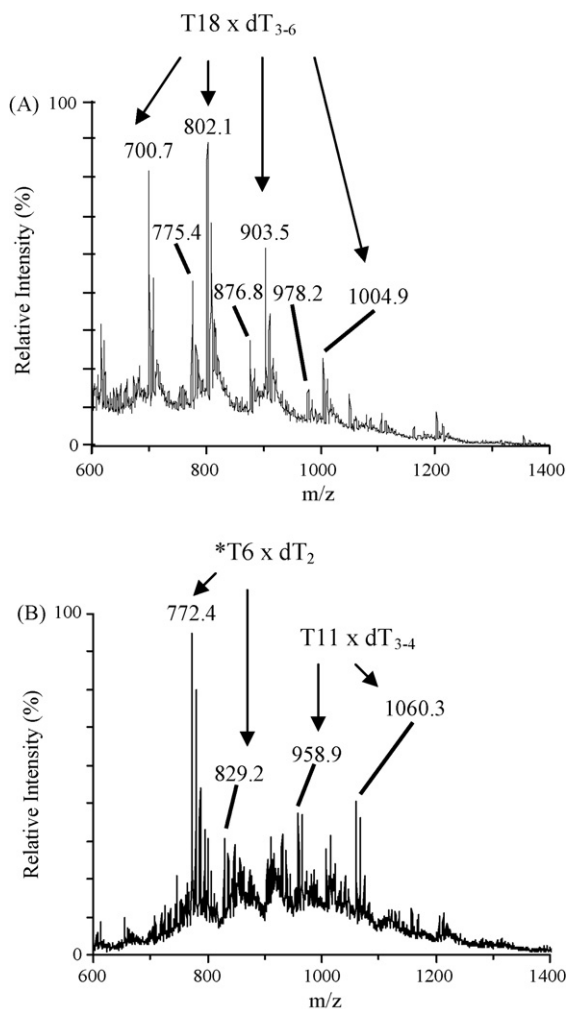 T18 x dT3-6
(A)
100
802.1
700.7
775.4
903.5
876.8
978.2
1004.9
Relative Intensity (%)
0
600
800
1000
1200
1400
m/z
*T6 x dT2
(B)
100
772.4
T11 x dT3-4
1060.3
958.9
829.2
Relative Intensity (%)
0
600
800
1000
1200
1400
m/z